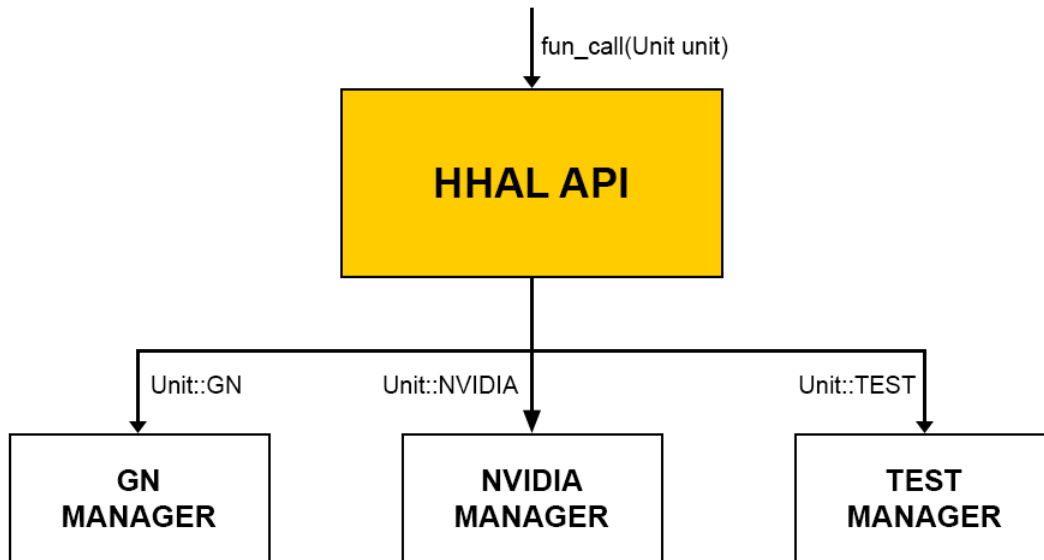 fun_call(Unit unit)
HHAL API
Unit::GN
Unit::NVIDIA
Unit::TEST
GN
MANAGER
NVIDIA
MANAGER
TEST
MANAGER